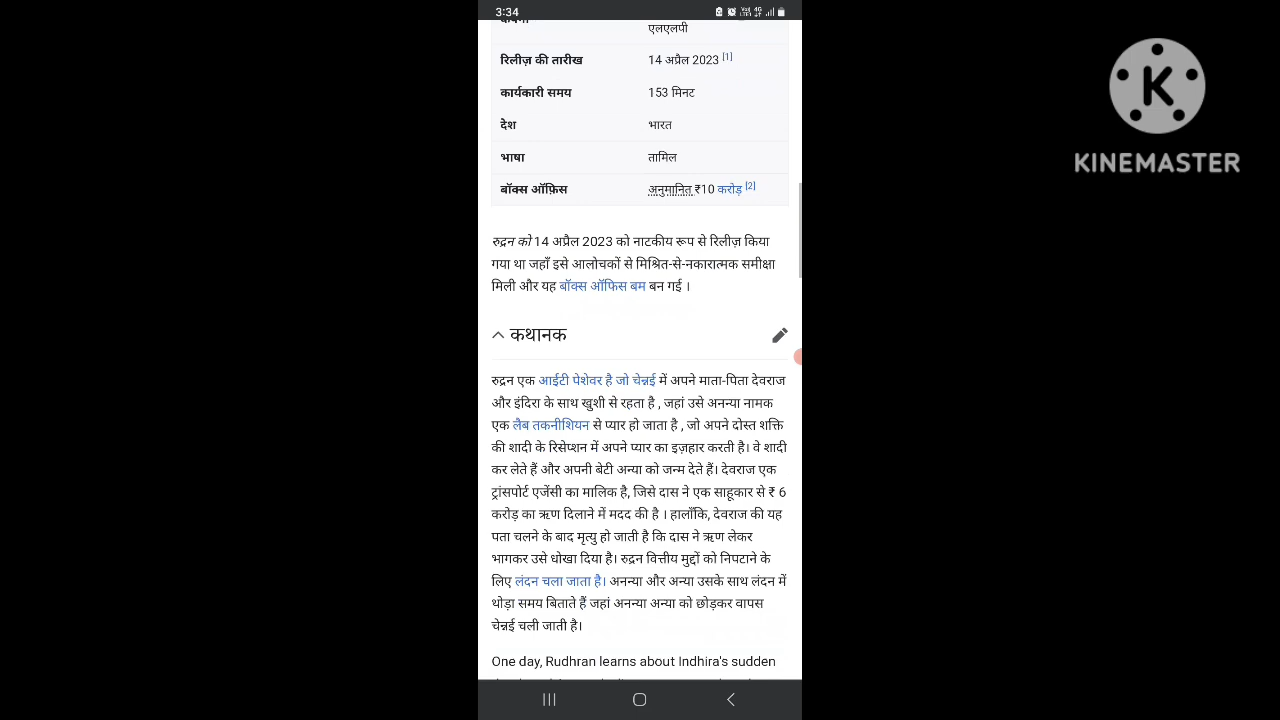 3:34
एलएलपी
रिलीज़ की तारीख 14 अप्रैल 2023 [1]
कार्यकारी समय 153 मिनट
देश भारत
भाषा तामिल
बॉक्स ऑफ़िस अनुमानित ₹10 करोड़ [2]
रुद्रन को 14 अप्रैल 2023 को नाटकीय रूप से रिलीज़ किया
गया था जहाँ इसे आलोचकों से मिश्रित-से-नकारात्मक समीक्षा
मिली और यह बॉक्स ऑफिस बम बन गई ।
कथानक
रुद्रन एक आईटी पेशेवर है जो चेन्नई में अपने माता-पिता देवराज
और इंदिरा के साथ खुशी से रहता है , जहां उसे अनन्या नामक
एक लैब तकनीशियन से प्यार हो जाता है , जो अपने दोस्त शक्ति
की शादी के रिसेप्शन में अपने प्यार का इज़हार करती है। वे शादी
कर लेते हैं और अपनी बेटी अन्या को जन्म देते हैं। देवराज एक
ट्रांसपोर्ट एजेंसी का मालिक है, जिसे दास ने एक साहूकार से ₹ 6
करोड़ का ऋण दिलाने में मदद की है । हालाँकि, देवराज की यह
पता चलने के बाद मृत्यु हो जाती है कि दास ने ऋण लेकर
भागकर उसे धोखा दिया है। रुद्रन वित्तीय मुद्दों को निपटाने के
लिए लंदन चला जाता है। अनन्या और अन्या उसके साथ लंदन में
थोड़ा समय बिताते हैं जहां अनन्या अन्या को छोड़कर वापस
चेन्नई चली जाती है।
One day, Rudhran learns about Indhira's sudden
KINEMASTER